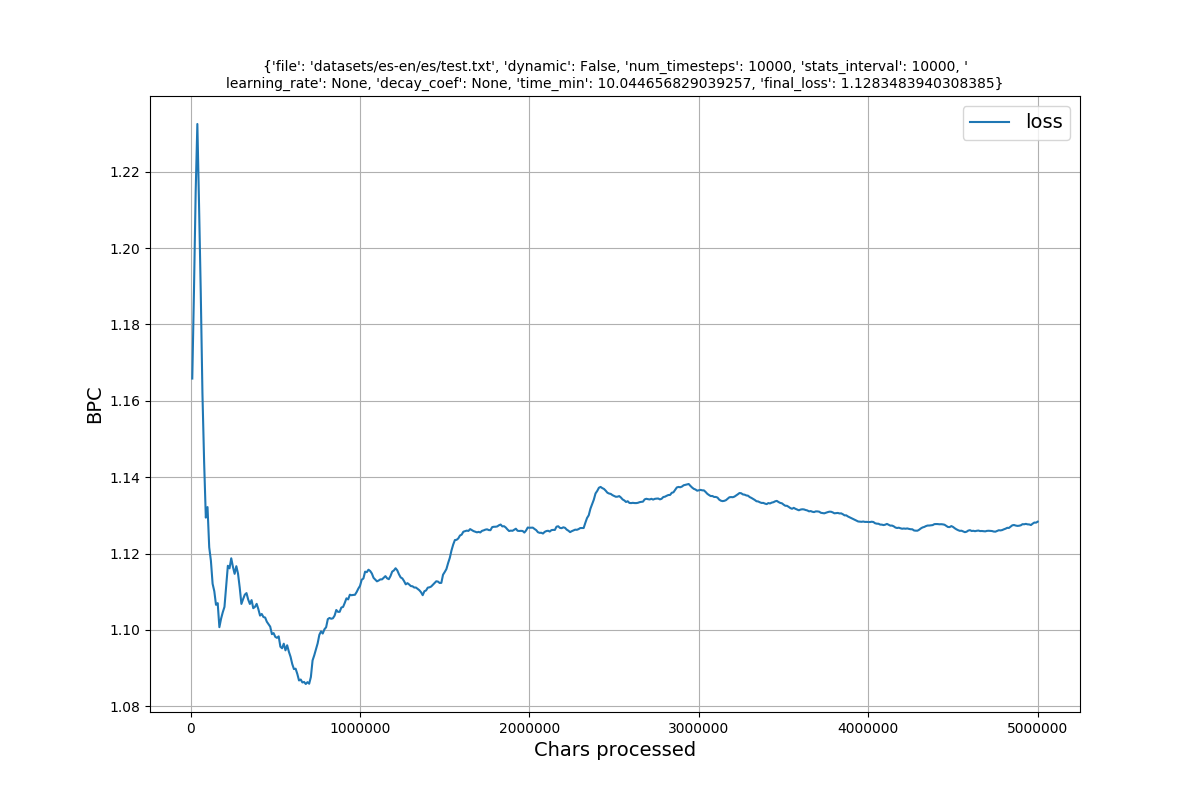 {'file': 'datasets/es-en/es/test.txt', 'dynamic': False, 'num_timesteps': 10000, 'stats_interval': 10000, '
learning_rate': None, 'decay_coef': None, 'time_min': 10.044656829039257, 'final_loss': 1.1283483940308385}
loss
1.22
1.20
1.18
1.16
1.14
1.12
1.10
1.08
BPC
0
1000000
2000000
3000000
4000000
5000000
Chars processed